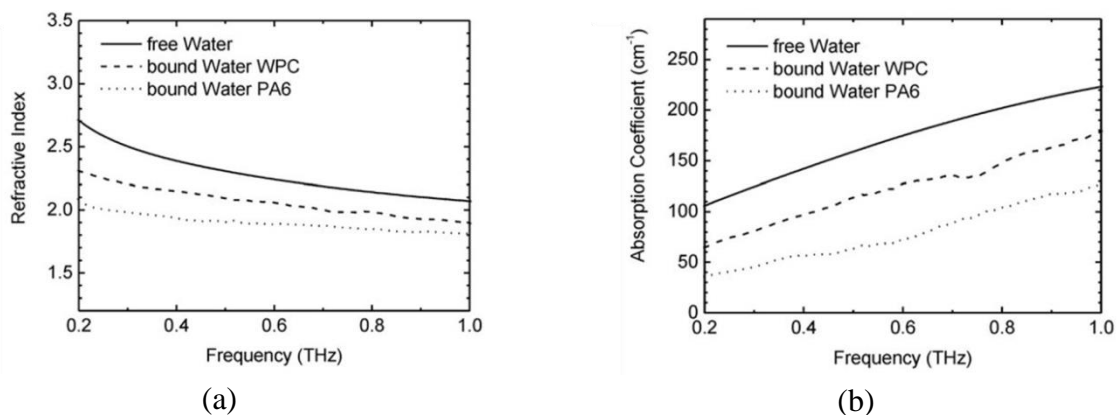 3.5
3.0
2.5
2.0
1.5
Refractive Index
free Water
bound Water WPC
bound Water PA6
0.2 0.4 0.6 0.8 1.0
Frequency (THz)
(a)
250
200
150
100
50
0
Absorption Coefficient (cm⁻¹)
free Water
bound Water WPC
bound Water PA6
0.2 0.4 0.6 0.8 1.0
Frequency (THz)
(b)